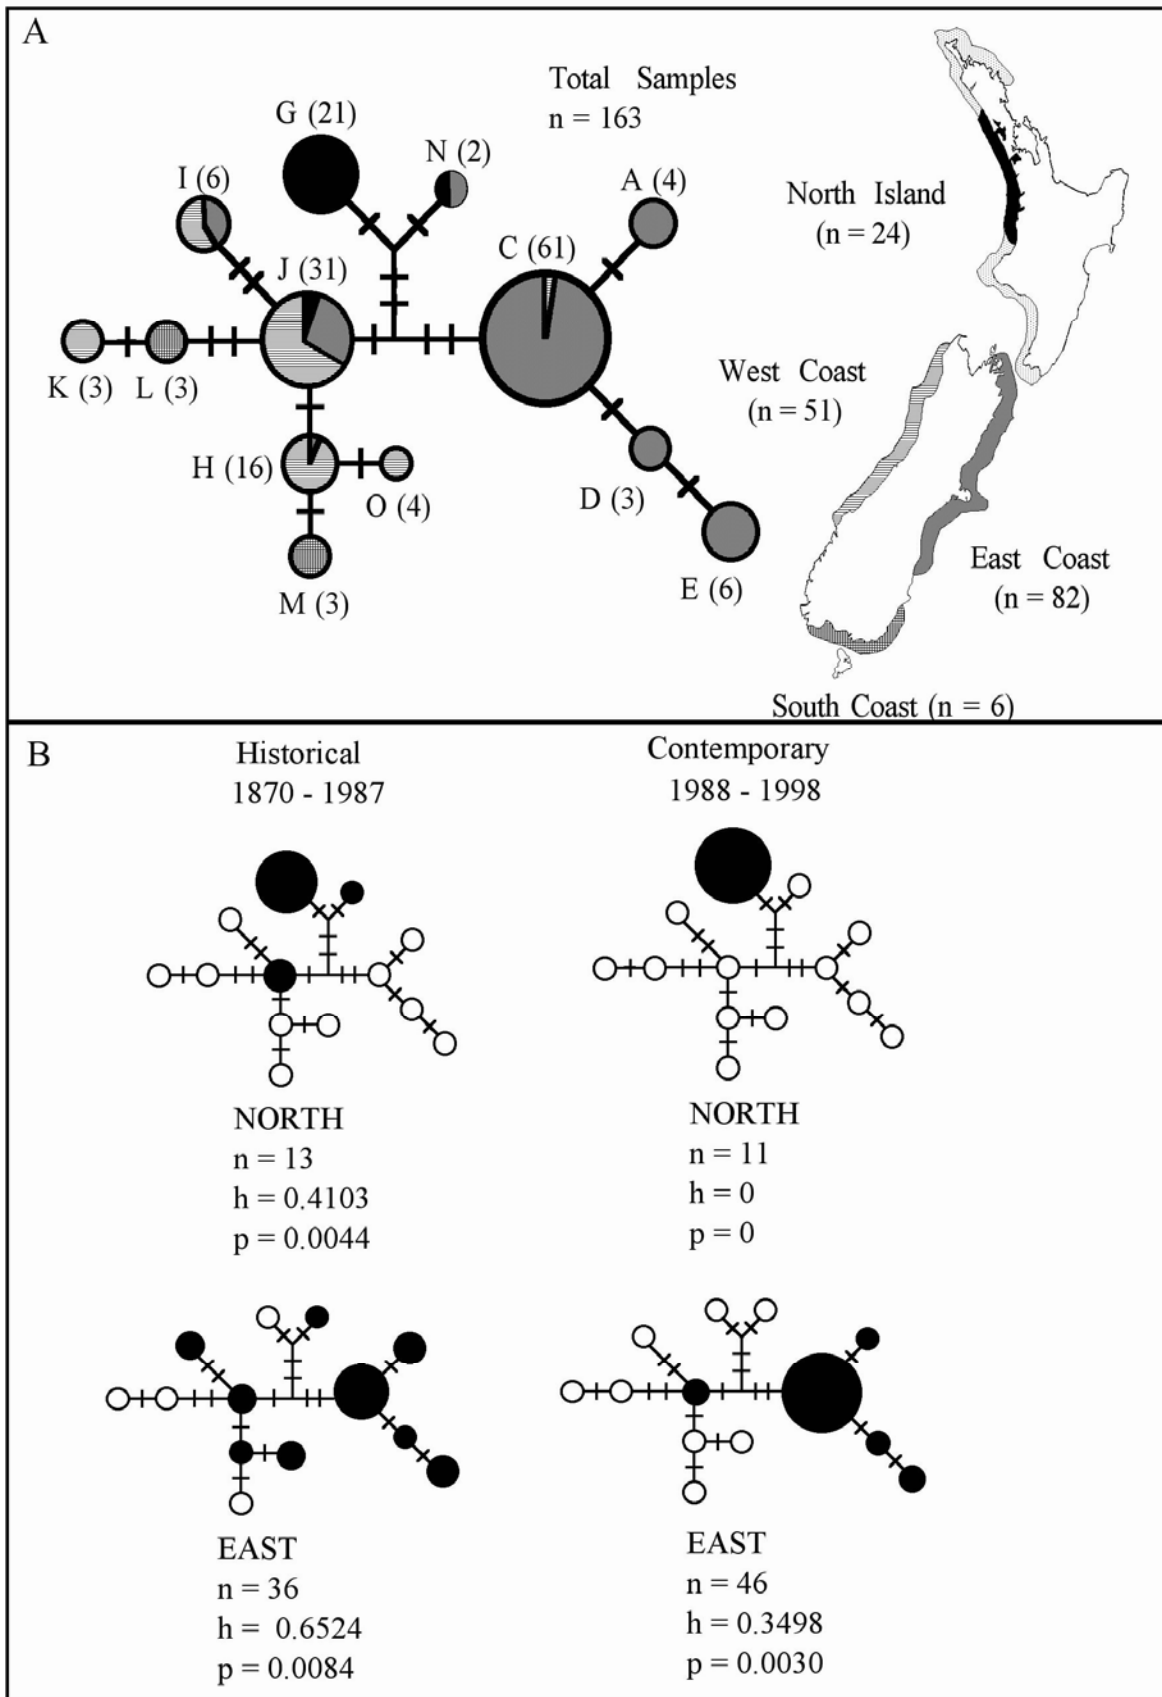 A
Total Samples
n = 163
G (21)
N (2)
I (6)
A (4)
J (31)
C (61)
K (3)
L (3)
H (16)
O (4)
M (3)
D (3)
E (6)
North Island
(n = 24)
West Coast
(n = 51)
East Coast
(n = 82)
South Coast (n = 6)
B
Historical
1870 - 1987
Contemporary
1988 - 1998
NORTH
n = 13
h = 0.4103
p = 0.0044
NORTH
n = 11
h = 0
p = 0
EAST
n = 36
h = 0.6524
p = 0.0084
EAST
n = 46
h = 0.3498
p = 0.0030